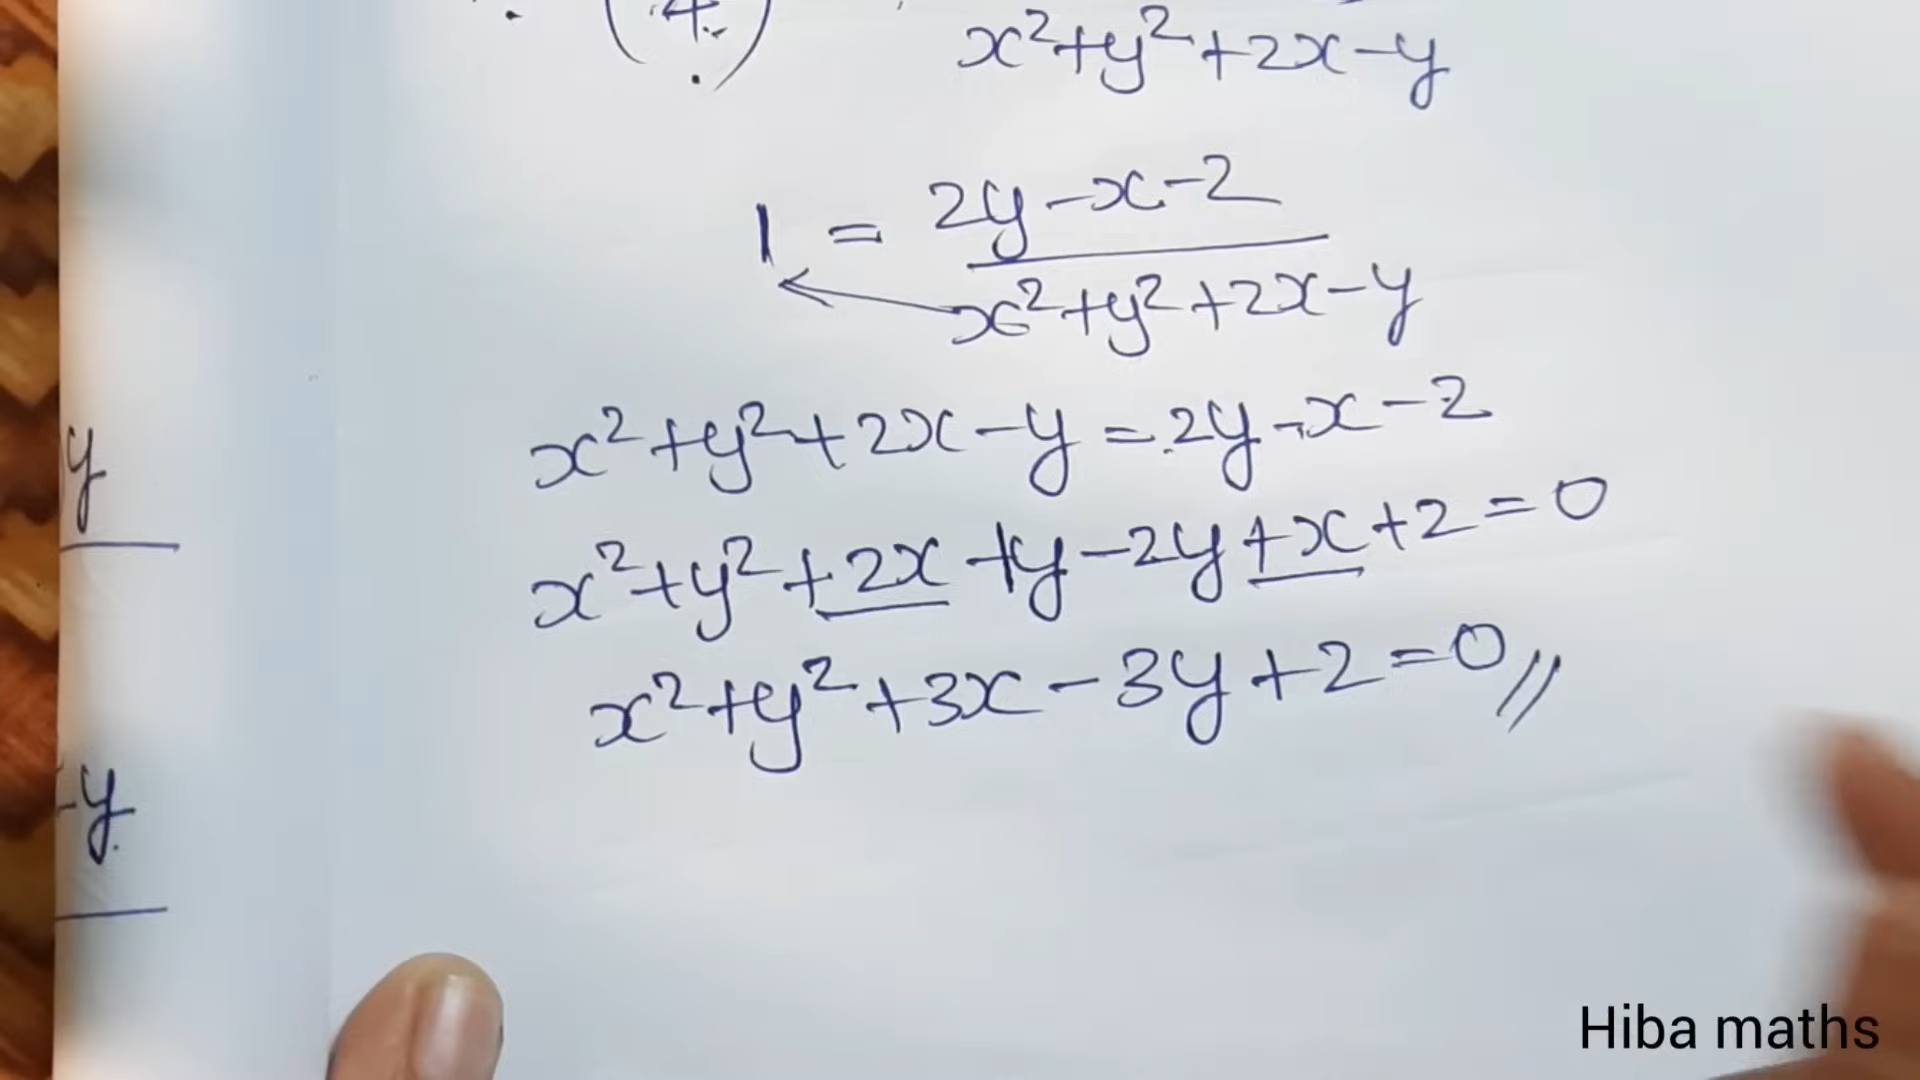 (4)
x²+y²+2x-y
1 = 2y-x-2
x²+y²+2x-y
x²+y²+2x-y=2y-x-2
x²+y²+2x+y-2y+x+2=0
x²+y²+3x-3y+2=0//
y
-y
Hiba maths